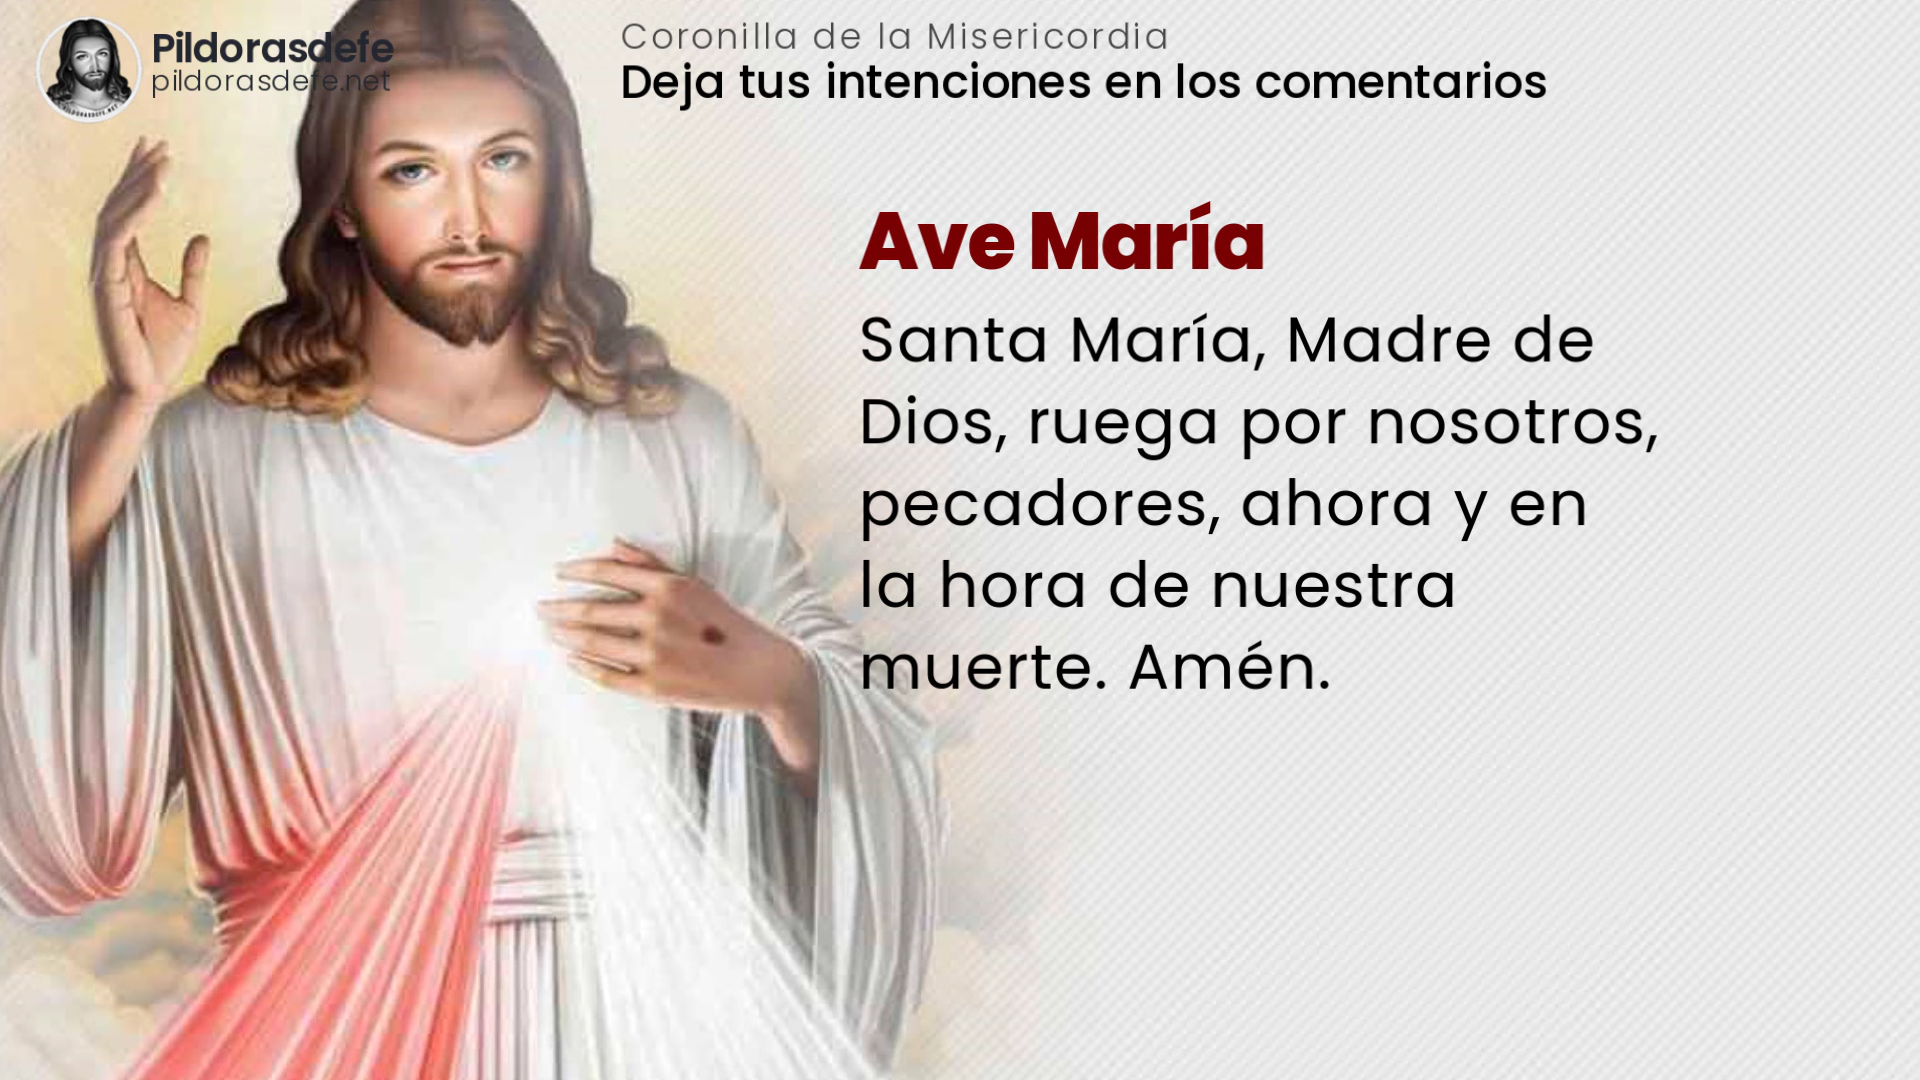 Pildorasdefe
pildorasdefe.net
Coronilla de la Misericordia
Deja tus intenciones en los comentarios
Ave María
Santa María, Madre de
Dios, ruega por nosotros,
pecadores, ahora y en
la hora de nuestra
muerte. Amén.